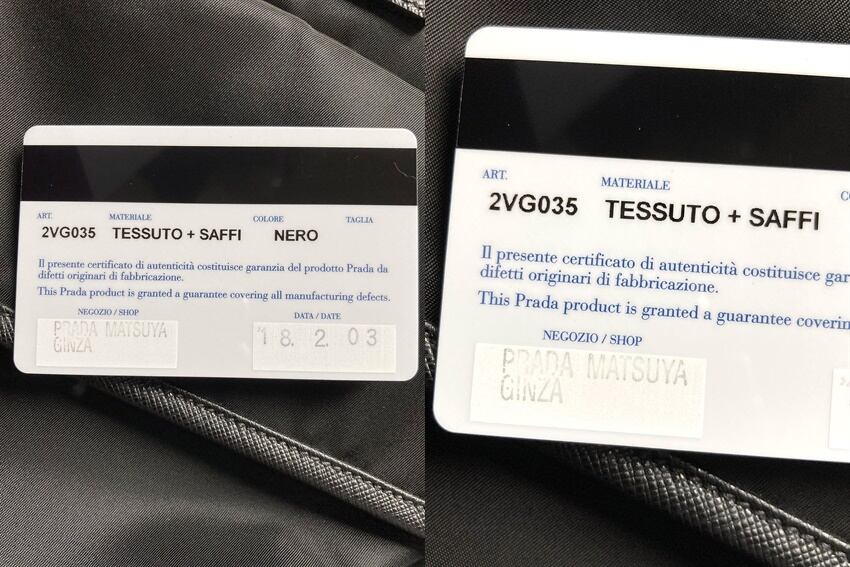 ART. MATERIALE COLORE TAGLIA
2VG035 TESSUTO + SAFFI NERO
Il presente certificato di autenticità costituisce garanzia del prodotto Prada da
difetti originari di fabbricazione.
This Prada product is granted a guarantee covering all manufacturing defects.
NEGOZIO / SHOP DATA / DATE
PRADA MATSUYA
GINZA
'18. 2. 03
ART. MATERIALE
2VG035 TESSUTO + SAFFI
Il presente certificato di autenticità costituisce gar
difetti originari di fabbricazione.
This Prada product is granted a guarantee coverin
NEGOZIO / SHOP
PRADA MATSUYA
GINZA